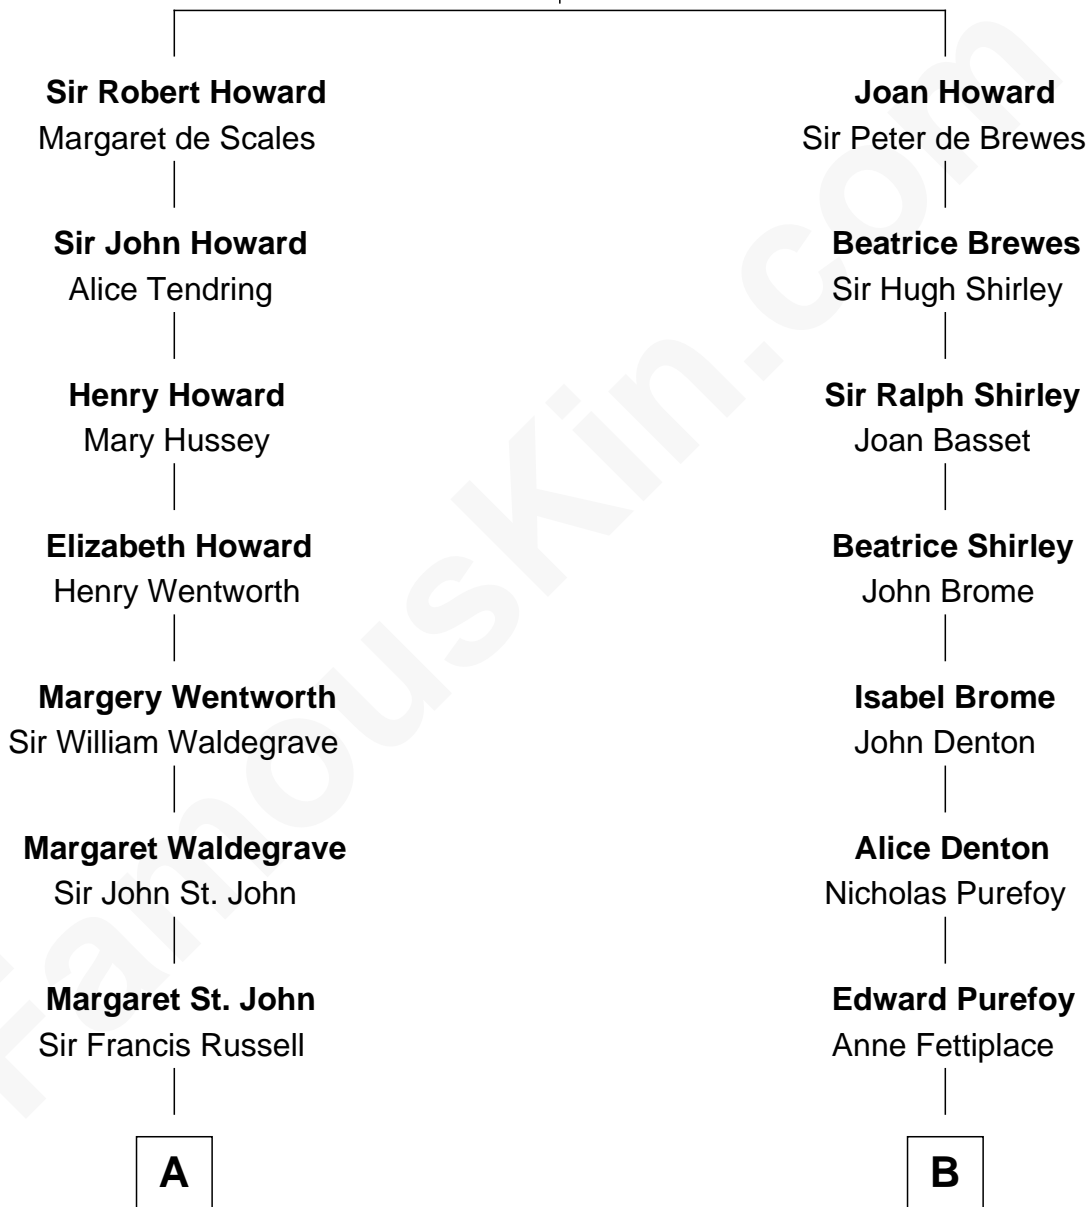 Sir Robert Howard
Margaret de Scales
Sir John Howard
Alice Tendring
Henry Howard
Mary Hussey
Elizabeth Howard
Henry Wentworth
Margery Wentworth
Sir William Waldegrave
Margaret Waldegrave
Sir John St. John
Margaret St. John
Sir Francis Russell
A
Joan Howard
Sir Peter de Brewes
Beatrice Brewes
Sir Hugh Shirley
Sir Ralph Shirley
Joan Basset
Beatrice Shirley
John Brome
Isabel Brome
John Denton
Alice Denton
Nicholas Purefoy
Edward Purefoy
Anne Fettiplace
B
FamousKin.com